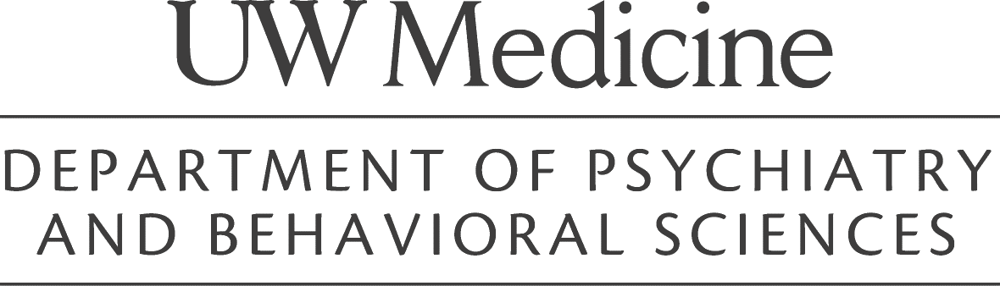 UW Medicine
DEPARTMENT OF PSYCHIATRY
AND BEHAVIORAL SCIENCES